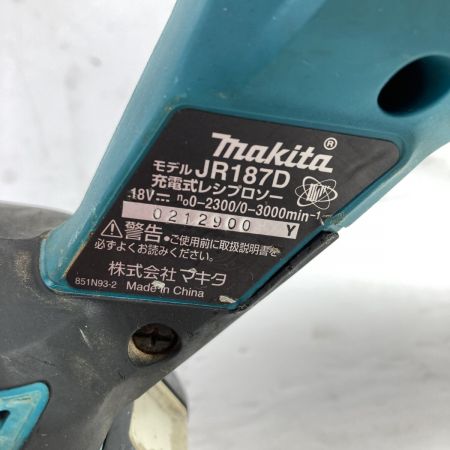 makita®
モデル JR187D
充電式レシプロソー
18V⎓ n₀0-2300/0-3000min⁻¹
0212900 Y
⚠警告・ご使用前に取扱説明書を
必ずよくお読みください。
株式会社 マキタ
851N93-2 Made in China